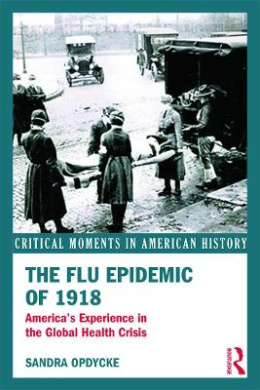 CRITICAL MOMENTS IN AMERICAN HISTORY
THE FLU EPIDEMIC
OF 1918
America's Experience in
the Global Health Crisis
SANDRA OPDYCKE
ROUTLEDGE